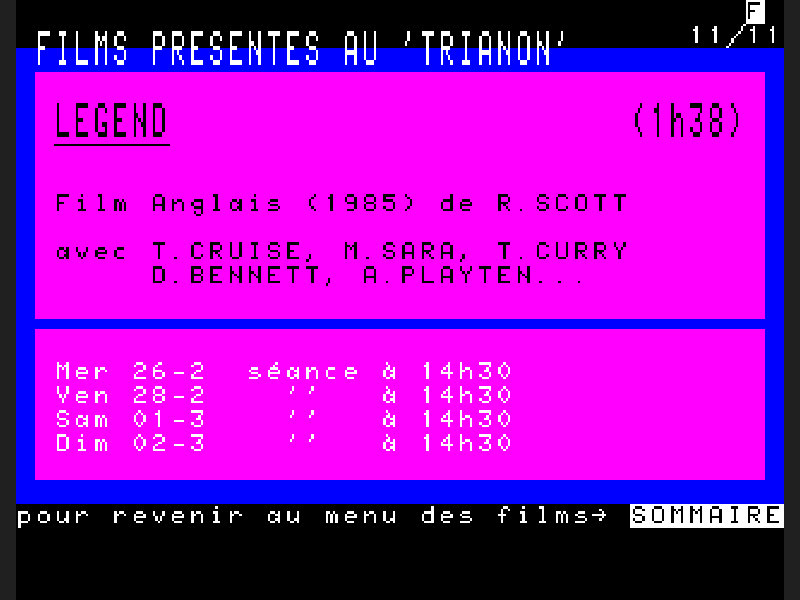 F
FILMS PRESENTES AU 'TRIANON' 11/11
LEGEND (1h38)
Film Anglais (1985) de R.SCOTT
avec T.CRUISE, M.SARA, T.CURRY
D.BENNETT, A.PLAYTEN...
Mer 26-2 séance à 14h30
Ven 28-2 '' à 14h30
Sam 01-3 '' à 14h30
Dim 02-3 '' à 14h30
pour revenir au menu des films→ SOMMAIRE